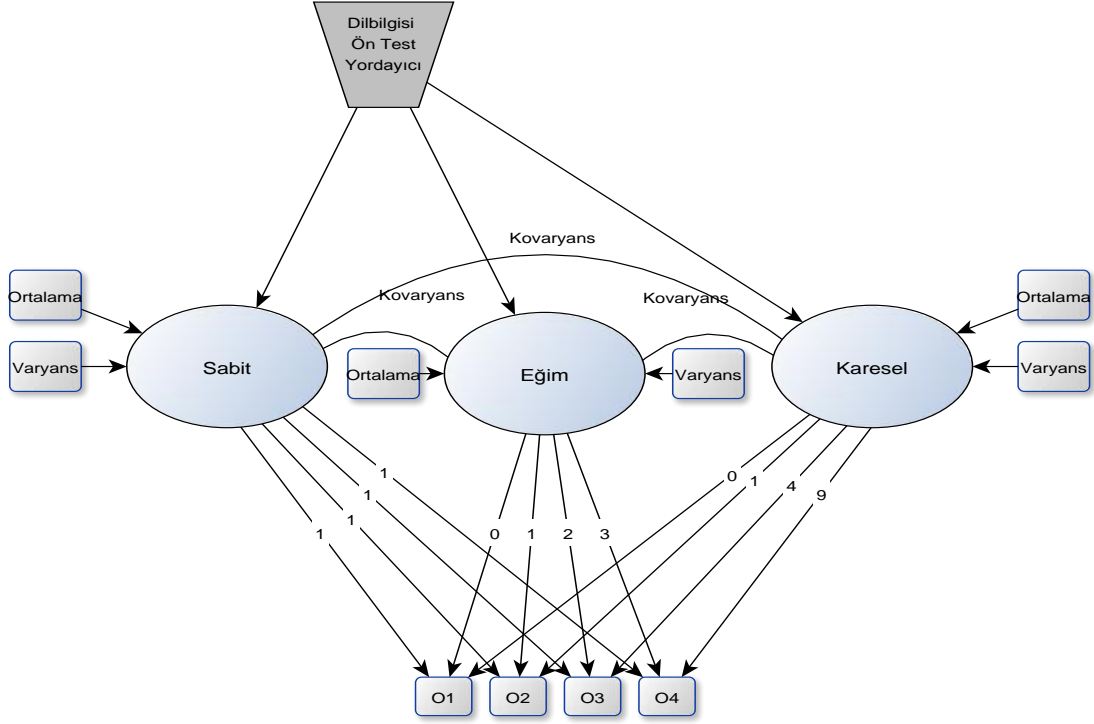 Dilbilgisi
Ön Test
Yordayıcı
Kovaryans
Kovaryans
Kovaryans
Ortalama
Ortalama
Varyans
Sabit
Ortalama
Eğim
Varyans
Karesel
Varyans
1
1
1
1
0
1
2
3
0
1
4
9
O1
O2
O3
O4